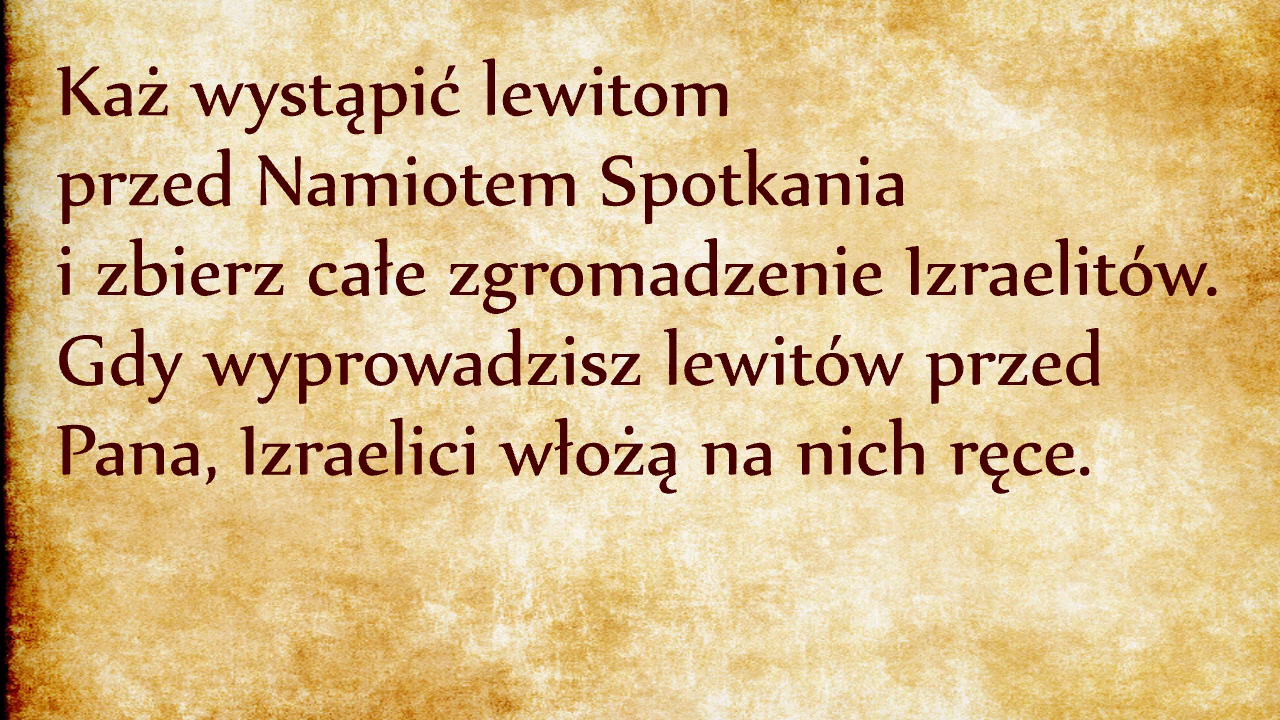 Każ wystąpić lewitom
przed Namiotem Spotkania
i zbierz całe zgromadzenie Izraelitów.
Gdy wyprowadzisz lewitów przed
Pana, Izraelici włożą na nich ręce.